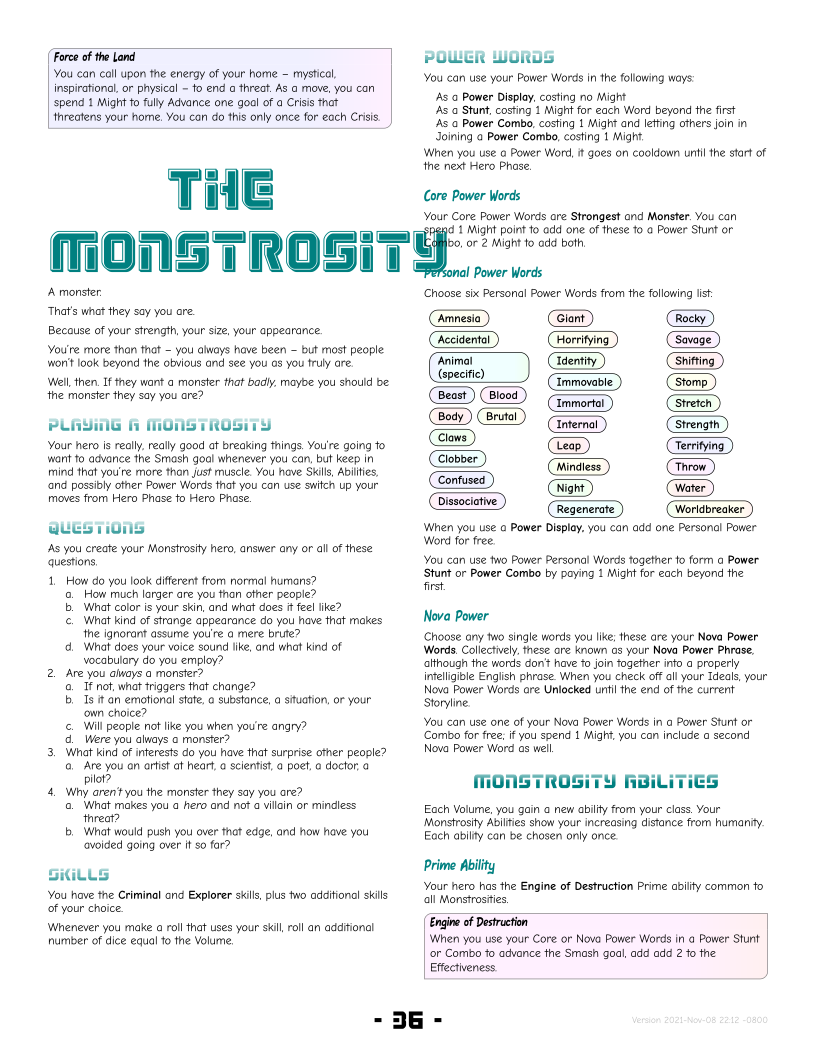 Force of the Land
You can call upon the energy of your home – mystical,
inspirational, or physical – to end a threat. As a move, you can
spend 1 Might to fully Advance one goal of a Crisis that
threatens your home. You can do this only once for each Crisis.
THE
MONSTROSITY
A monster.
That's what they say you are.
Because of your strength, your size, your appearance.
You're more than that – you always have been – but most people
won't look beyond the obvious and see you as you truly are.
Well, then. If they want a monster that badly, maybe you should be
the monster they say you are?
PLAYING A MONSTROSITY
Your hero is really, really good at breaking things. You're going to
want to advance the Smash goal whenever you can, but keep in
mind that you're more than just muscle. You have Skills, Abilities,
and possibly other Power Words that you can use switch up your
moves from Hero Phase to Hero Phase.
QUESTIONS
As you create your Monstrosity hero, answer any or all of these
questions.
1. How do you look different from normal humans?
a. How much larger are you than other people?
b. What color is your skin, and what does it feel like?
c. What kind of strange appearance do you have that makes
the ignorant assume you're a mere brute?
d. What does your voice sound like, and what kind of
vocabulary do you employ?
2. Are you always a monster?
a. If not, what triggers that change?
b. Is it an emotional state, a substance, a situation, or your
own choice?
c. Will people not like you when you're angry?
d. Were you always a monster?
3. What kind of interests do you have that surprise other people?
a. Are you an artist at heart, a scientist, a poet, a doctor, a
pilot?
4. Why aren't you the monster they say you are?
a. What makes you a hero and not a villain or mindless
threat?
b. What would push you over that edge, and how have you
avoided going over it so far?
SKILLS
You have the Criminal and Explorer skills, plus two additional skills
of your choice.
Whenever you make a roll that uses your skill, roll an additional
number of dice equal to the Volume.
POWER WORDS
You can use your Power Words in the following ways:
As a Power Display, costing no Might
As a Stunt, costing 1 Might for each Word beyond the first
As a Power Combo, costing 1 Might and letting others join in
Joining a Power Combo, costing 1 Might.
When you use a Power Word, it goes on cooldown until the start of
the next Hero Phase.
Core Power Words
Your Core Power Words are Strongest and Monster. You can
spend 1 Might point to add one of these to a Power Stunt or
Combo, or 2 Might to add both.
Personal Power Words
Choose six Personal Power Words from the following list:
Amnesia
Accidental
Animal
(specific)
Beast Blood
Body Brutal
Claws
Clobber
Confused
Dissociative
Giant
Horrifying
Identity
Immovable
Immortal
Internal
Leap
Mindless
Night
Regenerate
Rocky
Savage
Shifting
Stomp
Stretch
Strength
Terrifying
Throw
Water
Worldbreaker
When you use a Power Display, you can add one Personal Power
Word for free.
You can use two Power Personal Words together to form a Power
Stunt or Power Combo by paying 1 Might for each beyond the
first.
Nova Power
Choose any two single words you like; these are your Nova Power
Words. Collectively, these are known as your Nova Power Phrase,
although the words don't have to join together into a properly
intelligible English phrase. When you check off all your Ideals, your
Nova Power Words are Unlocked until the end of the current
Storyline.
You can use one of your Nova Power Words in a Power Stunt or
Combo for free; if you spend 1 Might, you can include a second
Nova Power Word as well.
MONSTROSITY ABILITIES
Each Volume, you gain a new ability from your class. Your
Monstrosity Abilities show your increasing distance from humanity.
Each ability can be chosen only once.
Prime Ability
Your hero has the Engine of Destruction Prime ability common to
all Monstrosities.
Engine of Destruction
When you use your Core or Nova Power Words in a Power Stunt
or Combo to advance the Smash goal, add add 2 to the
Effectiveness.
- 36 -
Version 2021-Nov-08 22:12 -0800